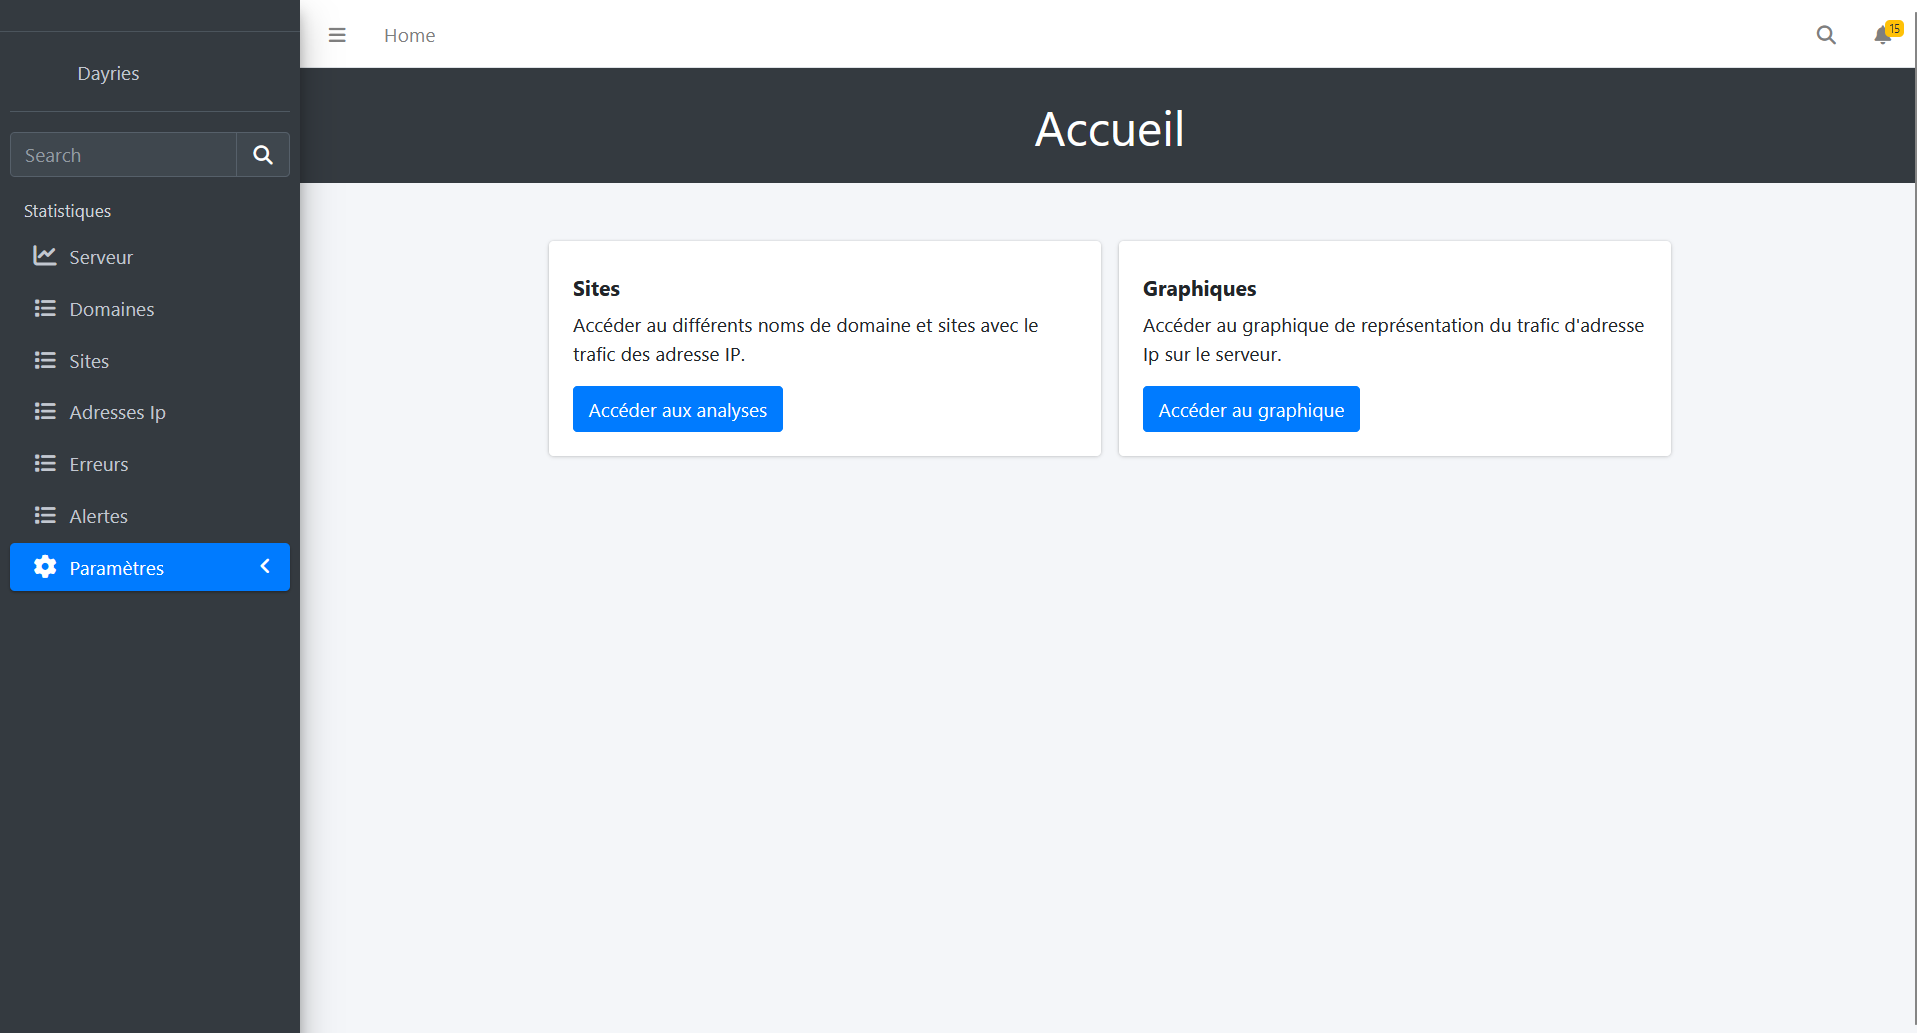 Dayries
Search
Statistiques
Serveur
Domaines
Sites
Adresses Ip
Erreurs
Alertes
Paramètres
Home
15
Accueil
Sites
Accéder au différents noms de domaine et sites avec le
trafic des adresse IP.
Accéder aux analyses
Graphiques
Accéder au graphique de représentation du trafic d'adresse
Ip sur le serveur.
Accéder au graphique